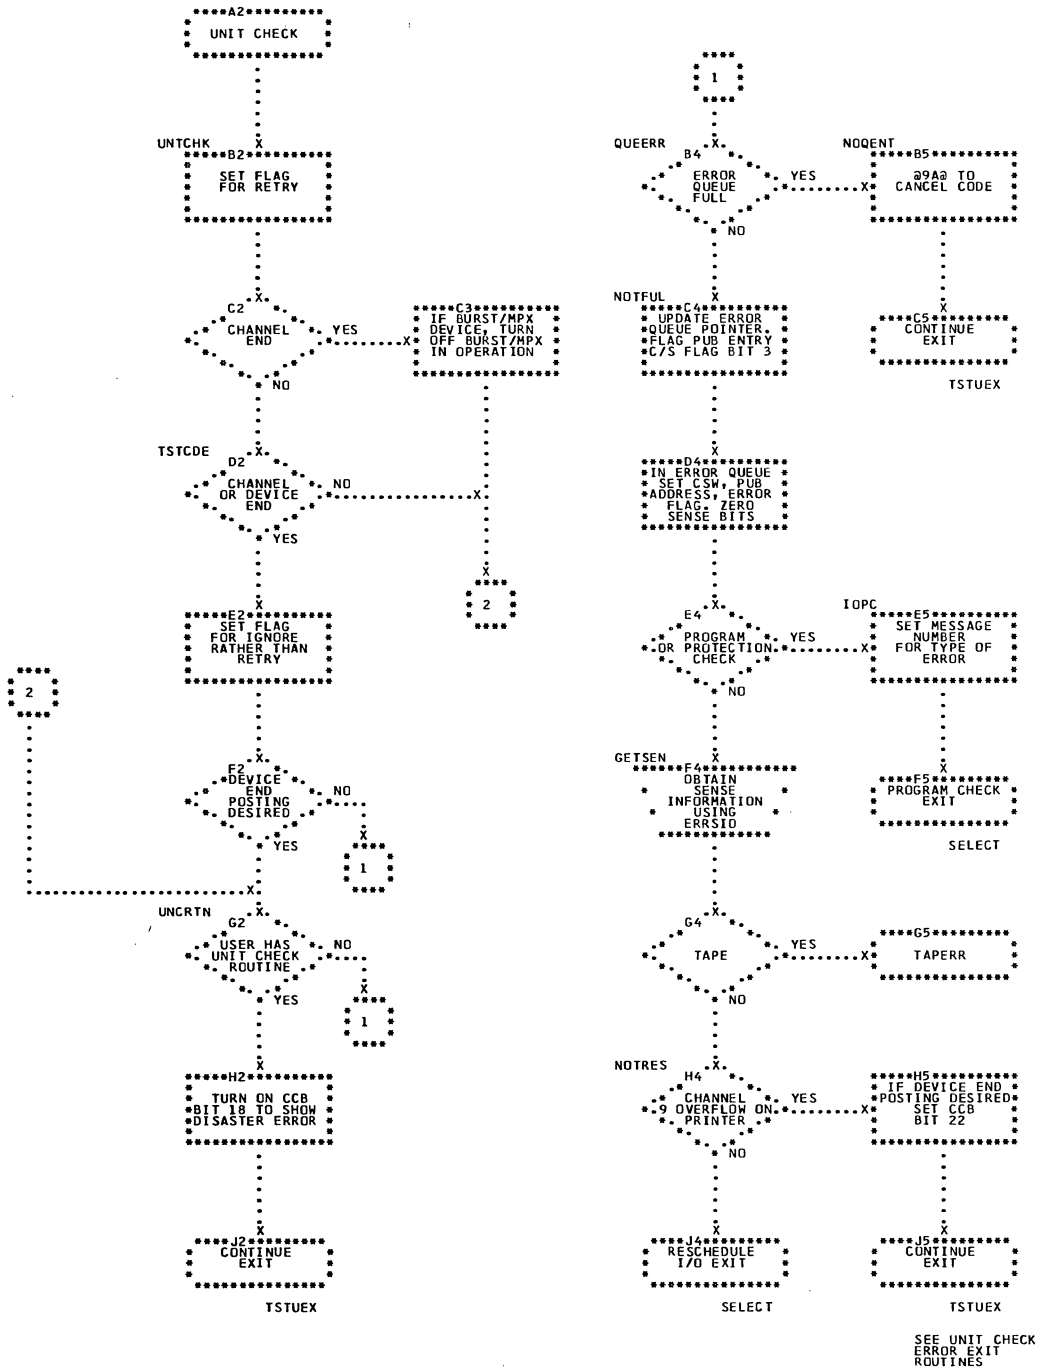 A2
UNIT CHECK
UNTCHK
B2
SET FLAG
FOR RETRY
C2
CHANNEL
END
YES
NO
C3
IF BURST/MPX
DEVICE, TURN
OFF BURST/MPX
IN OPERATION
TSTCDE
D2
CHANNEL
OR DEVICE
END
NO
YES
2
E2
SET FLAG
FOR IGNORE
RATHER THAN
RETRY
2
F2
DEVICE
END
POSTING
DESIRED
NO
YES
1
UNCRTN
G2
USER HAS
UNIT CHECK
ROUTINE
NO
YES
1
H2
TURN ON CCB
BIT 18 TO SHOW
DISASTER ERROR
J2
CONTINUE
EXIT
TSTUEX
1
QUEERR
B4
ERROR
QUEUE
FULL
YES
NO
NOQENT
B5
@9A@ TO
CANCEL CODE
C5
CONTINUE
EXIT
TSTUEX
NOTFUL
C4
UPDATE ERROR
QUEUE POINTER.
FLAG PUB ENTRY
C/S FLAG BIT 3
D4
IN ERROR QUEUE
SET CSW, PUB
ADDRESS, ERROR
FLAG. ZERO
SENSE BITS
E4
PROGRAM
OR PROTECTION
CHECK
YES
NO
IOPC
E5
SET MESSAGE
NUMBER
FOR TYPE OF
ERROR
F5
PROGRAM CHECK
EXIT
SELECT
GETSEN
F4
OBTAIN
SENSE
INFORMATION
USING
ERRSIO
G4
TAPE
YES
NO
G5
TAPERR
NOTRES
H4
CHANNEL
9 OVERFLOW ON
PRINTER
YES
NO
H5
IF DEVICE END
POSTING DESIRED
SET CCB
BIT 22
J4
RESCHEDULE
I/O EXIT
SELECT
J5
CONTINUE
EXIT
TSTUEX
SEE UNIT CHECK
ERROR EXIT
ROUTINES